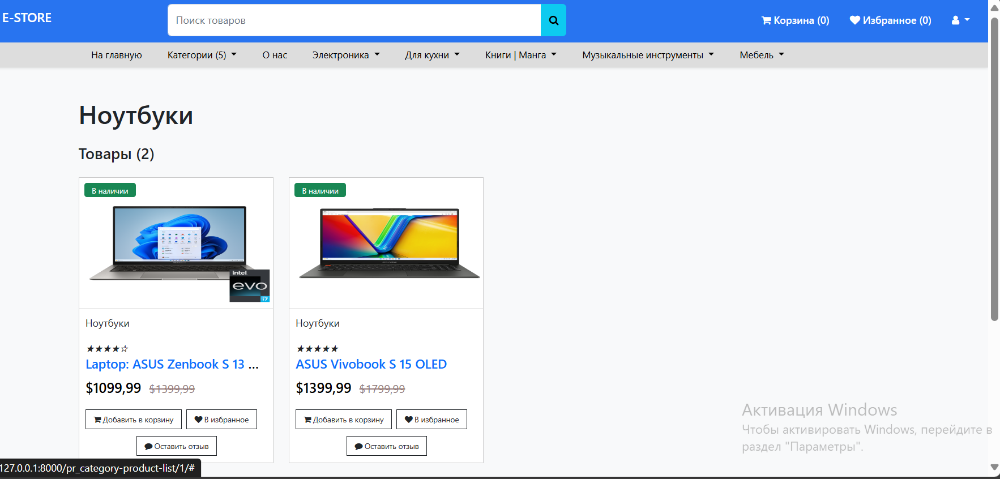 E-STORE
Поиск товаров
Корзина (0)
Избранное (0)
На главную
Категории (5)
О нас
Электроника
Для кухни
Книги | Манга
Музыкальные инструменты
Мебель
Ноутбуки
Товары (2)
В наличии
intel.
evo
i7
Ноутбуки
★★★★☆
Laptop: ASUS Zenbook S 13 ...
$1099,99 $1399,99
Добавить в корзину
В избранное
Оставить отзыв
В наличии
Ноутбуки
★★★★★
ASUS Vivobook S 15 OLED
$1399,99 $1799,99
Добавить в корзину
В избранное
Оставить отзыв
Активация Windows
Чтобы активировать Windows, перейдите в
раздел "Параметры".
127.0.0.1:8000/pr_category-product-list/1/#